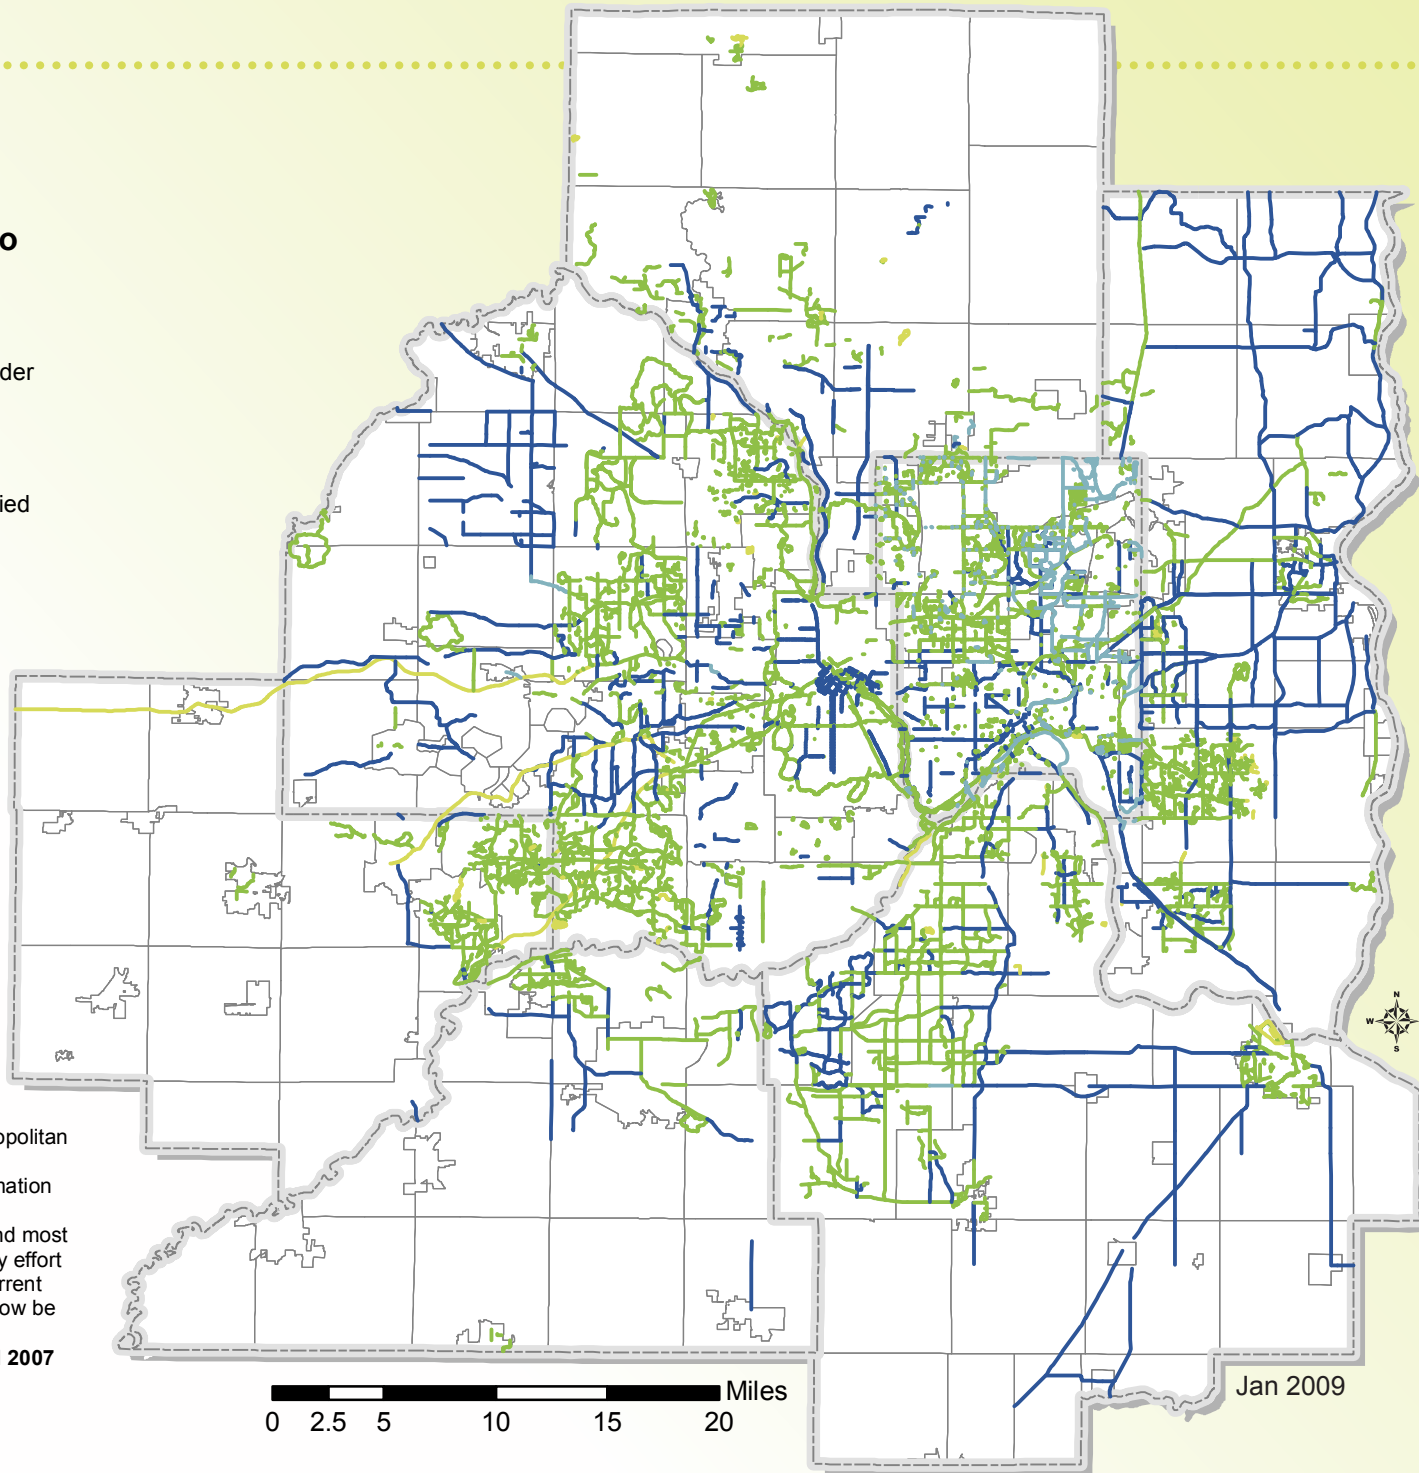 o
der
ied
opolitan
nation
nd most
y effort
rrent
ow be
2007
Miles
0 2.5 5 10 15 20
Jan 2009
N
W
S